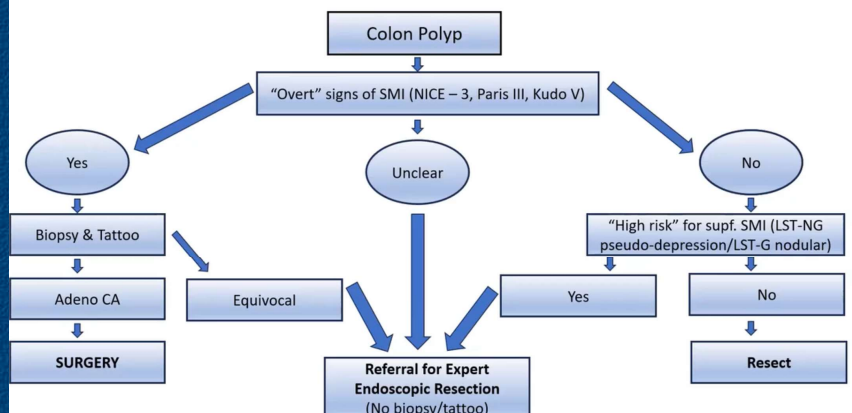 Colon Polyp
“Overt” signs of SMI (NICE – 3, Paris III, Kudo V)
Yes
Unclear
No
Biopsy & Tattoo
“High risk” for supf. SMI (LST-NG
pseudo-depression/LST-G nodular)
Adeno CA
Equivocal
Yes
No
SURGERY
Referral for Expert
Endoscopic Resection
(No biopsy/tattoo)
Resect